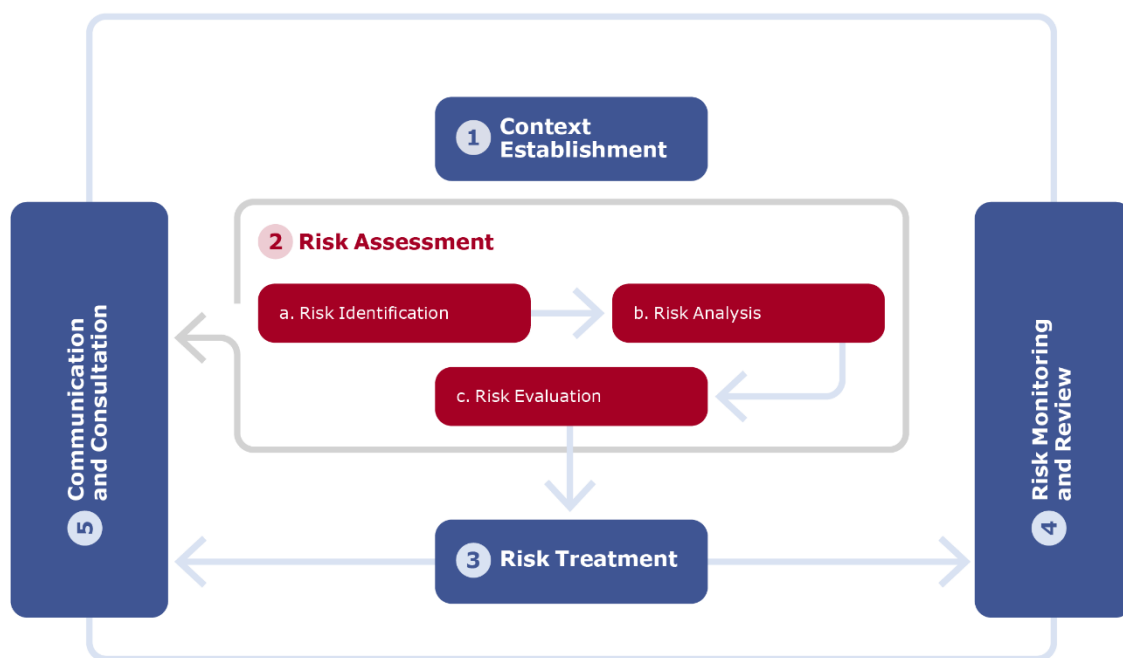 1 Context
Establishment
2 Risk Assessment
a. Risk Identification
b. Risk Analysis
c. Risk Evaluation
3 Risk Treatment
4 Risk Monitoring
and Review
5 Communication
and Consultation